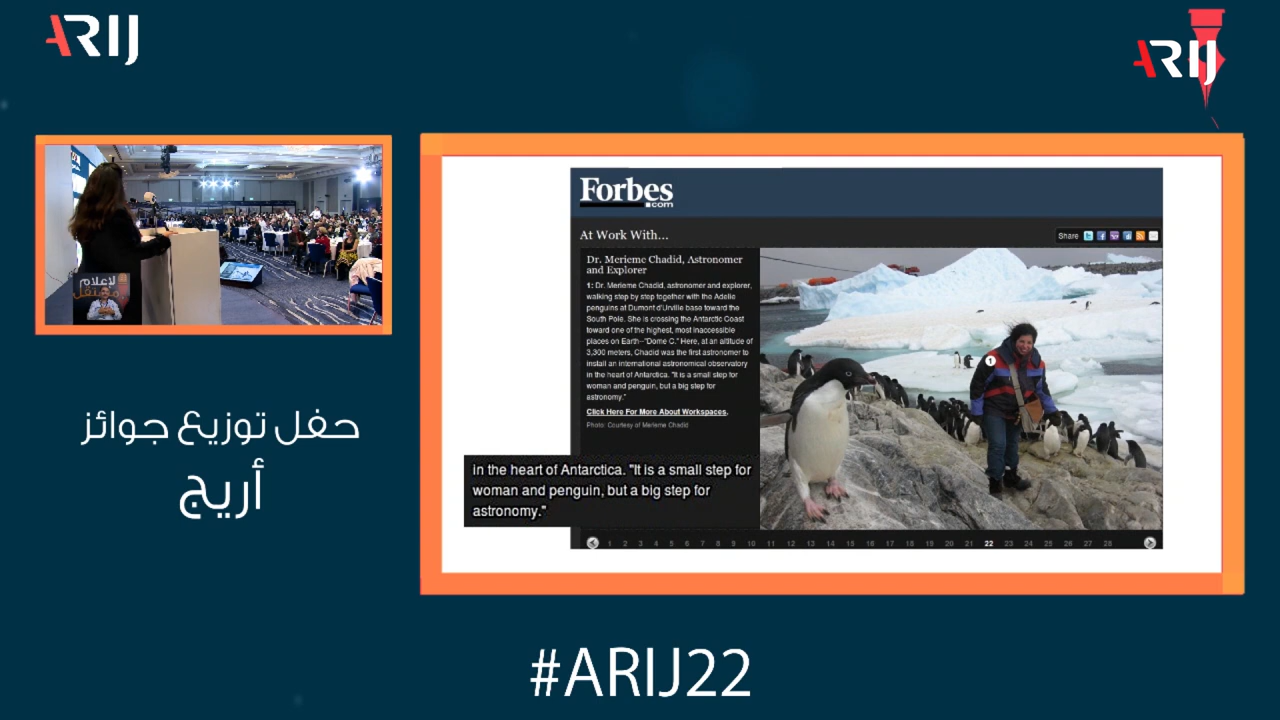 ARIJ
ARIJ
لإعلام
مستقل
حفل توزيع جوائز
أريج
Forbes
.com
At Work With...
Share
Dr. Merieme Chadid, Astronomer
and Explorer
1: Dr. Merieme Chadid, astronomer and explorer,
walking step by step together with the Adelie
penguins at Dumont d'Urville base toward the
South Pole. She is crossing the Antarctic Coast
toward one of the highest, most inaccessible
places on Earth--"Dome C." Here, at an altitude of
3,300 meters, Chadid was the first astronomer to
install an international astronomical observatory
in the heart of Antarctica. "It is a small step for
woman and penguin, but a big step for
astronomy."
Click Here For More About Workspaces.
Photo: Courtesy of Merieme Chadid
1
in the heart of Antarctica. "It is a small step for
woman and penguin, but a big step for
astronomy."
1 2 3 4 5 6 7 8 9 10 11 12 13 14 15 16 17 18 19 20 21 22 23 24 25 26 27 28
#ARIJ22